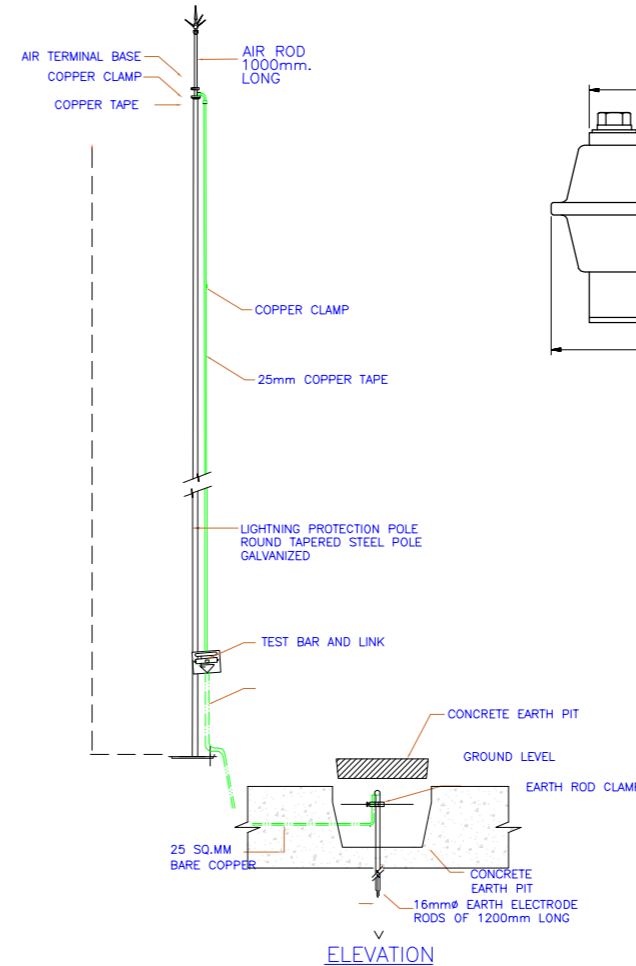 AIR TERMINAL BASE
COPPER CLAMP
COPPER TAPE
AIR ROD
1000mm.
LONG
COPPER CLAMP
25mm COPPER TAPE
LIGHTNING PROTECTION POLE
ROUND TAPERED STEEL POLE
GALVANIZED
TEST BAR AND LINK
CONCRETE EARTH PIT
GROUND LEVEL
EARTH ROD CLAMP
25 SQ.MM
BARE COPPER
CONCRETE
EARTH PIT
16mmø EARTH ELECTRODE
RODS OF 1200mm LONG
ELEVATION